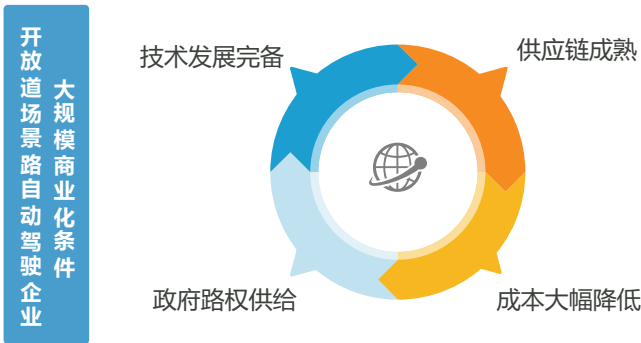 开放道场景路自动驾驶企业
大规模商业化条件
技术发展完备
供应链成熟
政府路权供给
成本大幅降低